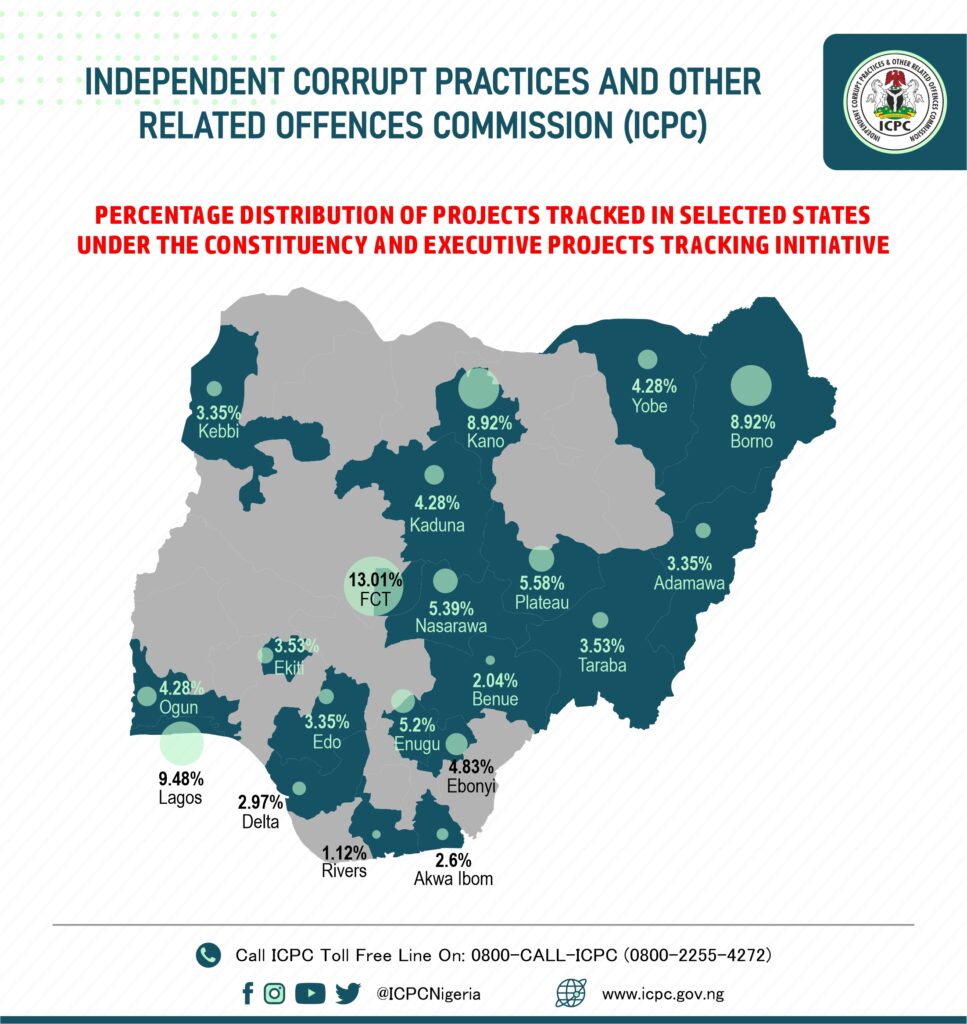 INDEPENDENT CORRUPT PRACTICES AND OTHER
RELATED OFFENCES COMMISSION (ICPC)
INDEPENDENT CORRUPT PRACTICES & OTHER RELATED OFFENCES COMMISSION
ICPC
PERCENTAGE DISTRIBUTION OF PROJECTS TRACKED IN SELECTED STATES
UNDER THE CONSTITUENCY AND EXECUTIVE PROJECTS TRACKING INITIATIVE
3.35%
Kebbi
8.92%
Kano
4.28%
Yobe
8.92%
Borno
4.28%
Kaduna
13.01%
FCT
5.39%
Nasarawa
5.58%
Plateau
3.35%
Adamawa
3.53%
Taraba
3.53%
Ekiti
2.04%
Benue
4.28%
Ogun
3.35%
Edo
5.2%
Enugu
4.83%
Ebonyi
9.48%
Lagos
2.97%
Delta
1.12%
Rivers
2.6%
Akwa Ibom
Call ICPC Toll Free Line On: 0800-CALL-ICPC (0800-2255-4272)
@ICPCNigeria
www.icpc.gov.ng